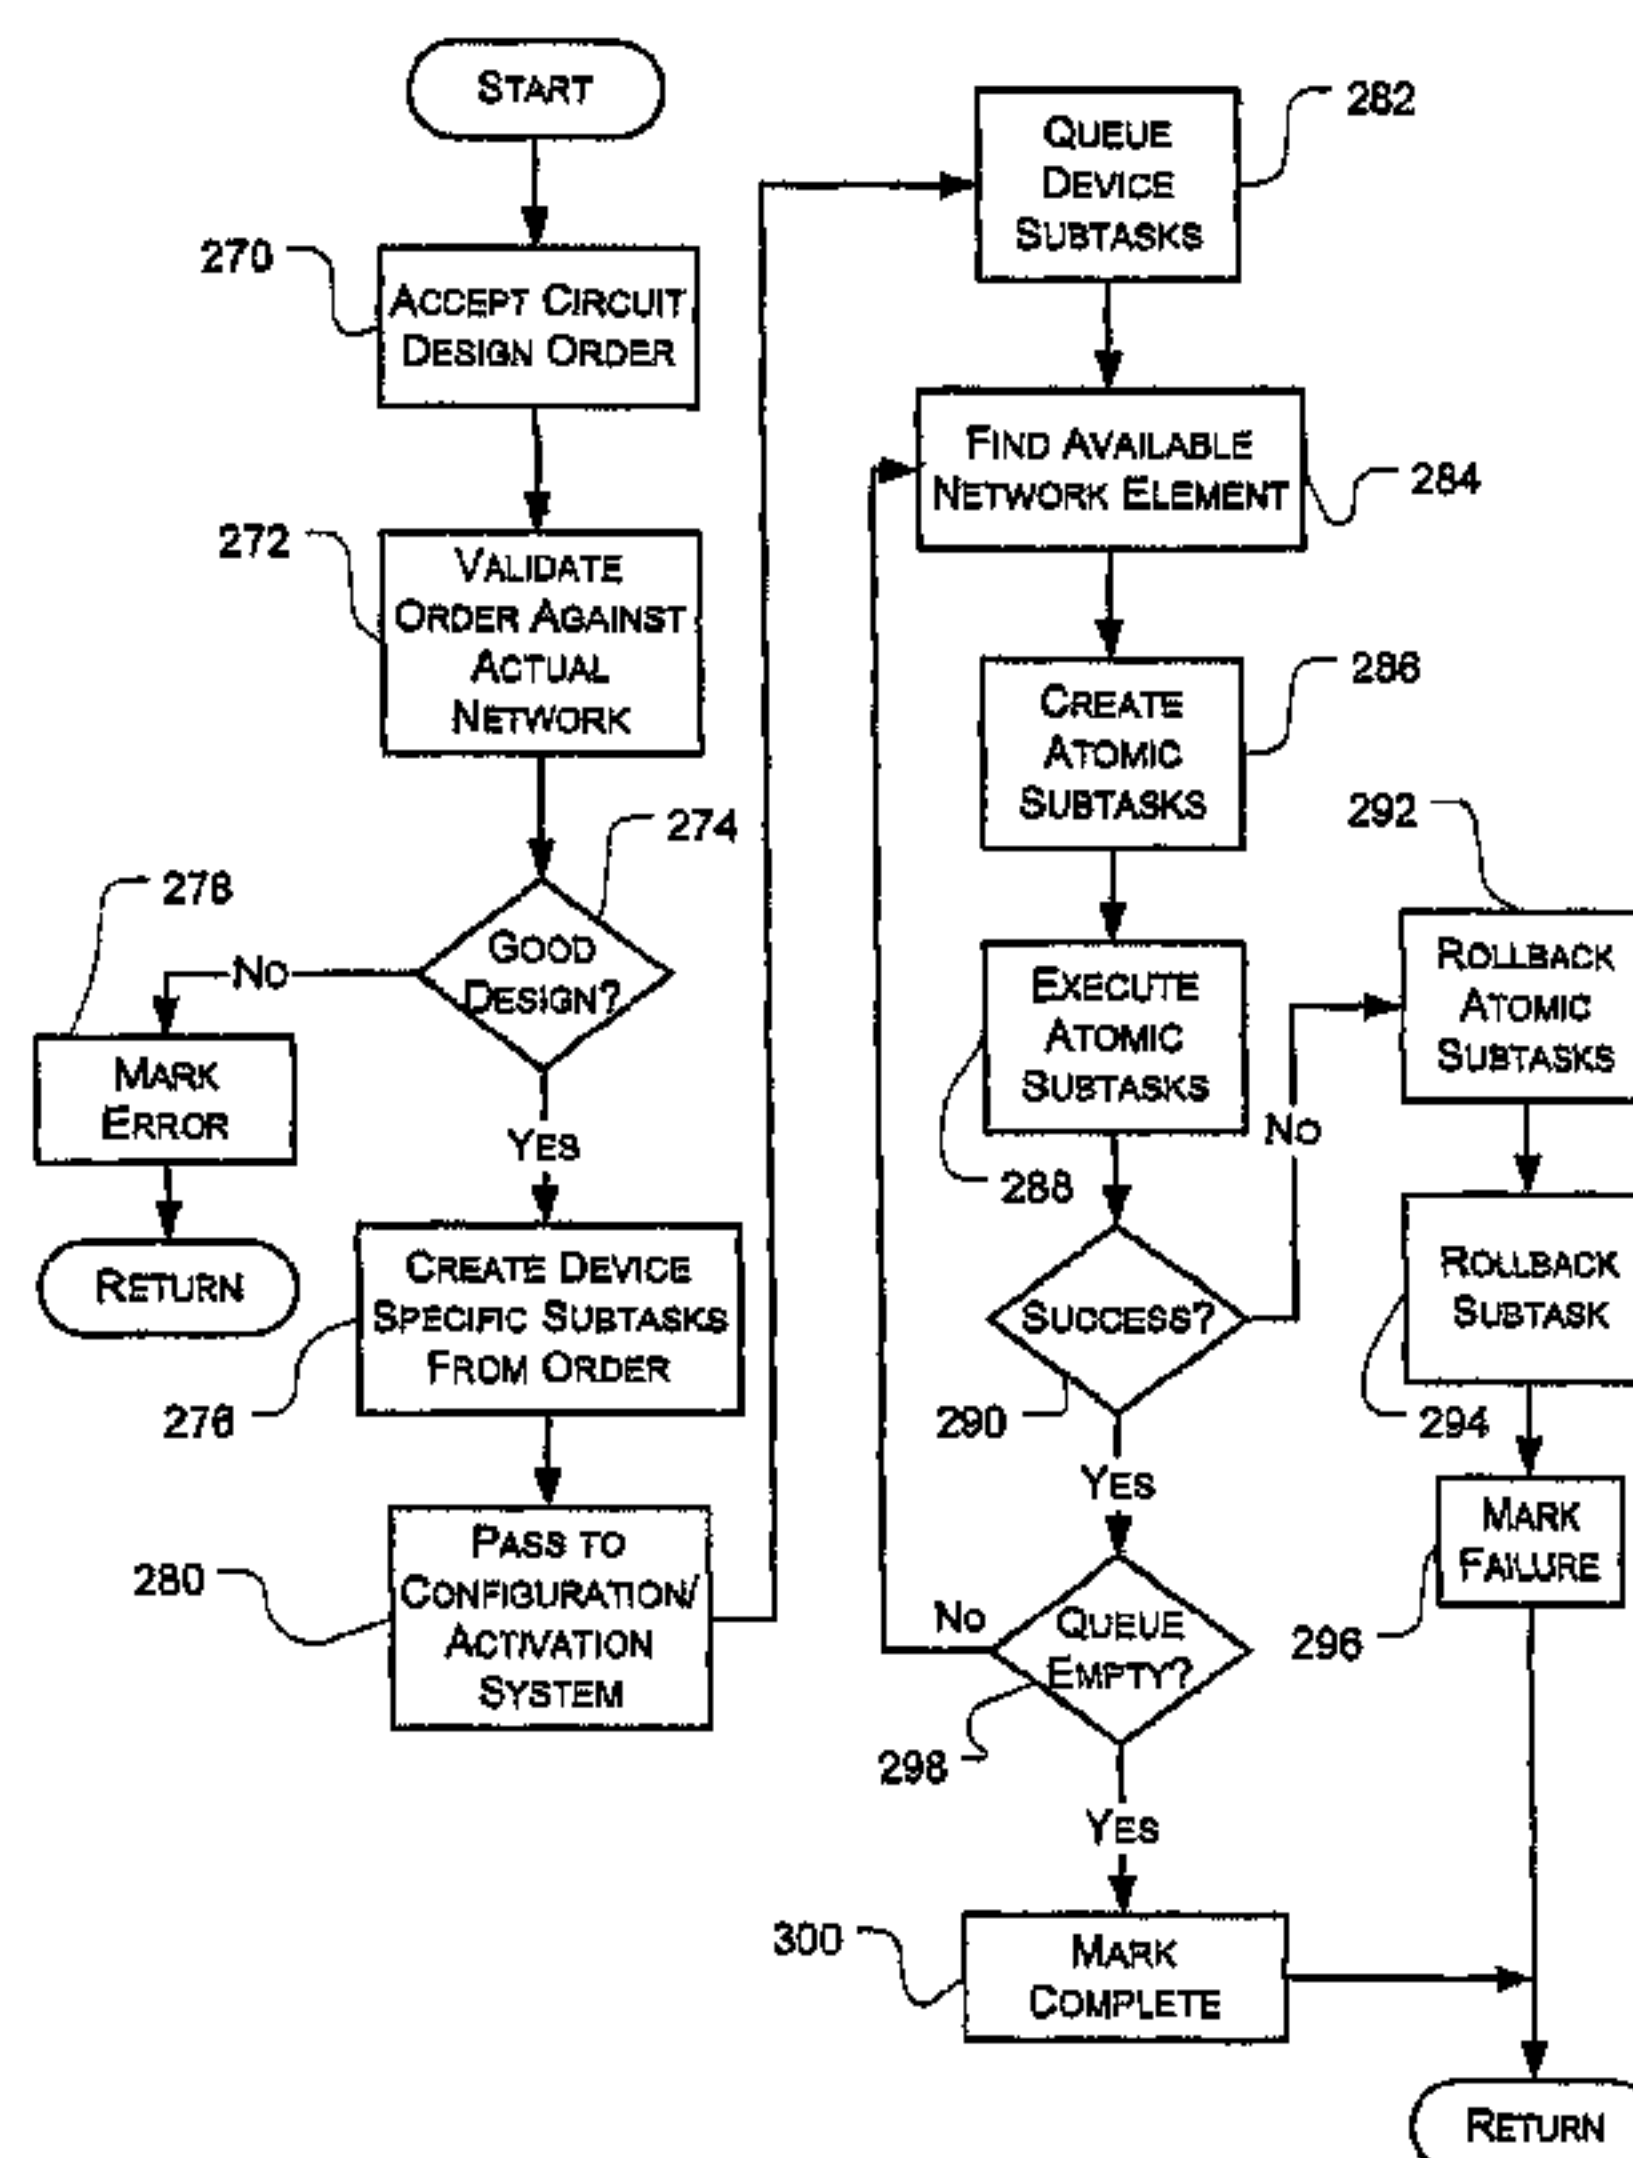 START
270
ACCEPT CIRCUIT
DESIGN ORDER
272
VALIDATE
ORDER AGAINST
ACTUAL
NETWORK
274
GOOD
DESIGN?
NO
278
MARK
ERROR
RETURN
YES
CREATE DEVICE
SPECIFIC SUBTASKS
FROM ORDER
276
PASS TO
CONFIGURATION/
ACTIVATION
SYSTEM
280
QUEUE
DEVICE
SUBTASKS
282
FIND AVAILABLE
NETWORK ELEMENT
284
CREATE
ATOMIC
SUBTASKS
286
EXECUTE
ATOMIC
SUBTASKS
288
SUCCESS?
290
NO
292
ROLLBACK
ATOMIC
SUBTASKS
ROLLBACK
SUBTASK
294
MARK
FAILURE
296
YES
QUEUE
EMPTY?
NO
298
YES
300
MARK
COMPLETE
RETURN